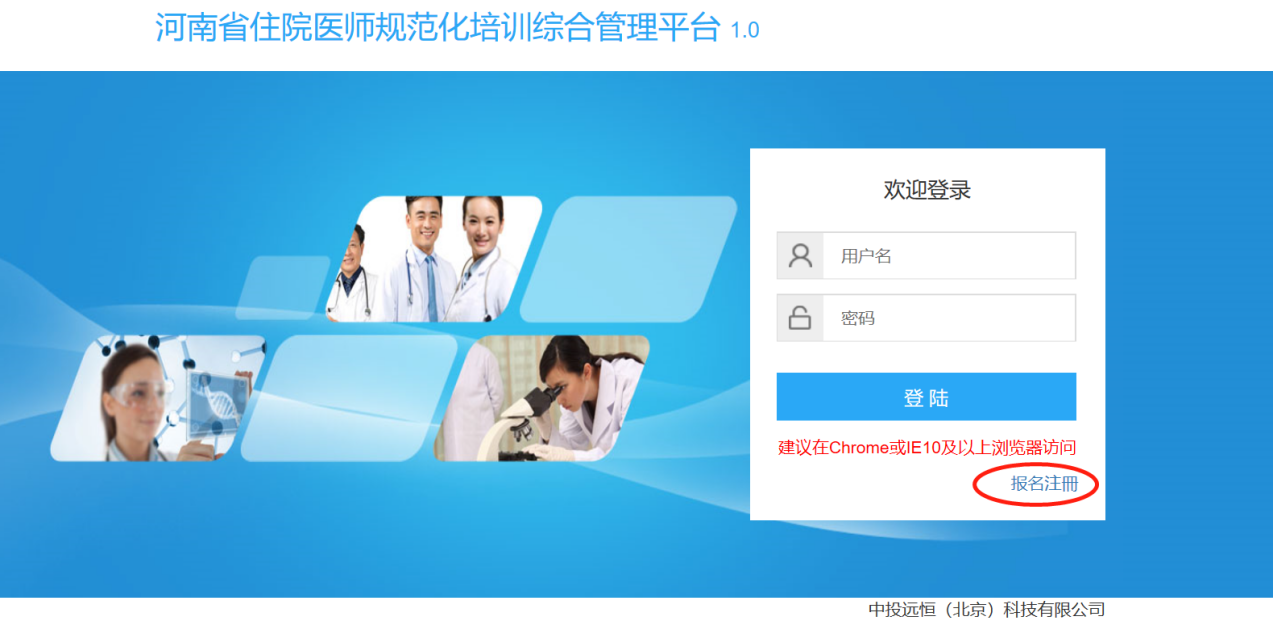 河南省住院医师规范化培训综合管理平台 1.0
欢迎登录
用户名
密码
登 陆
建议在Chrome或IE10及以上浏览器访问
报名注册
中投远恒（北京）科技有限公司